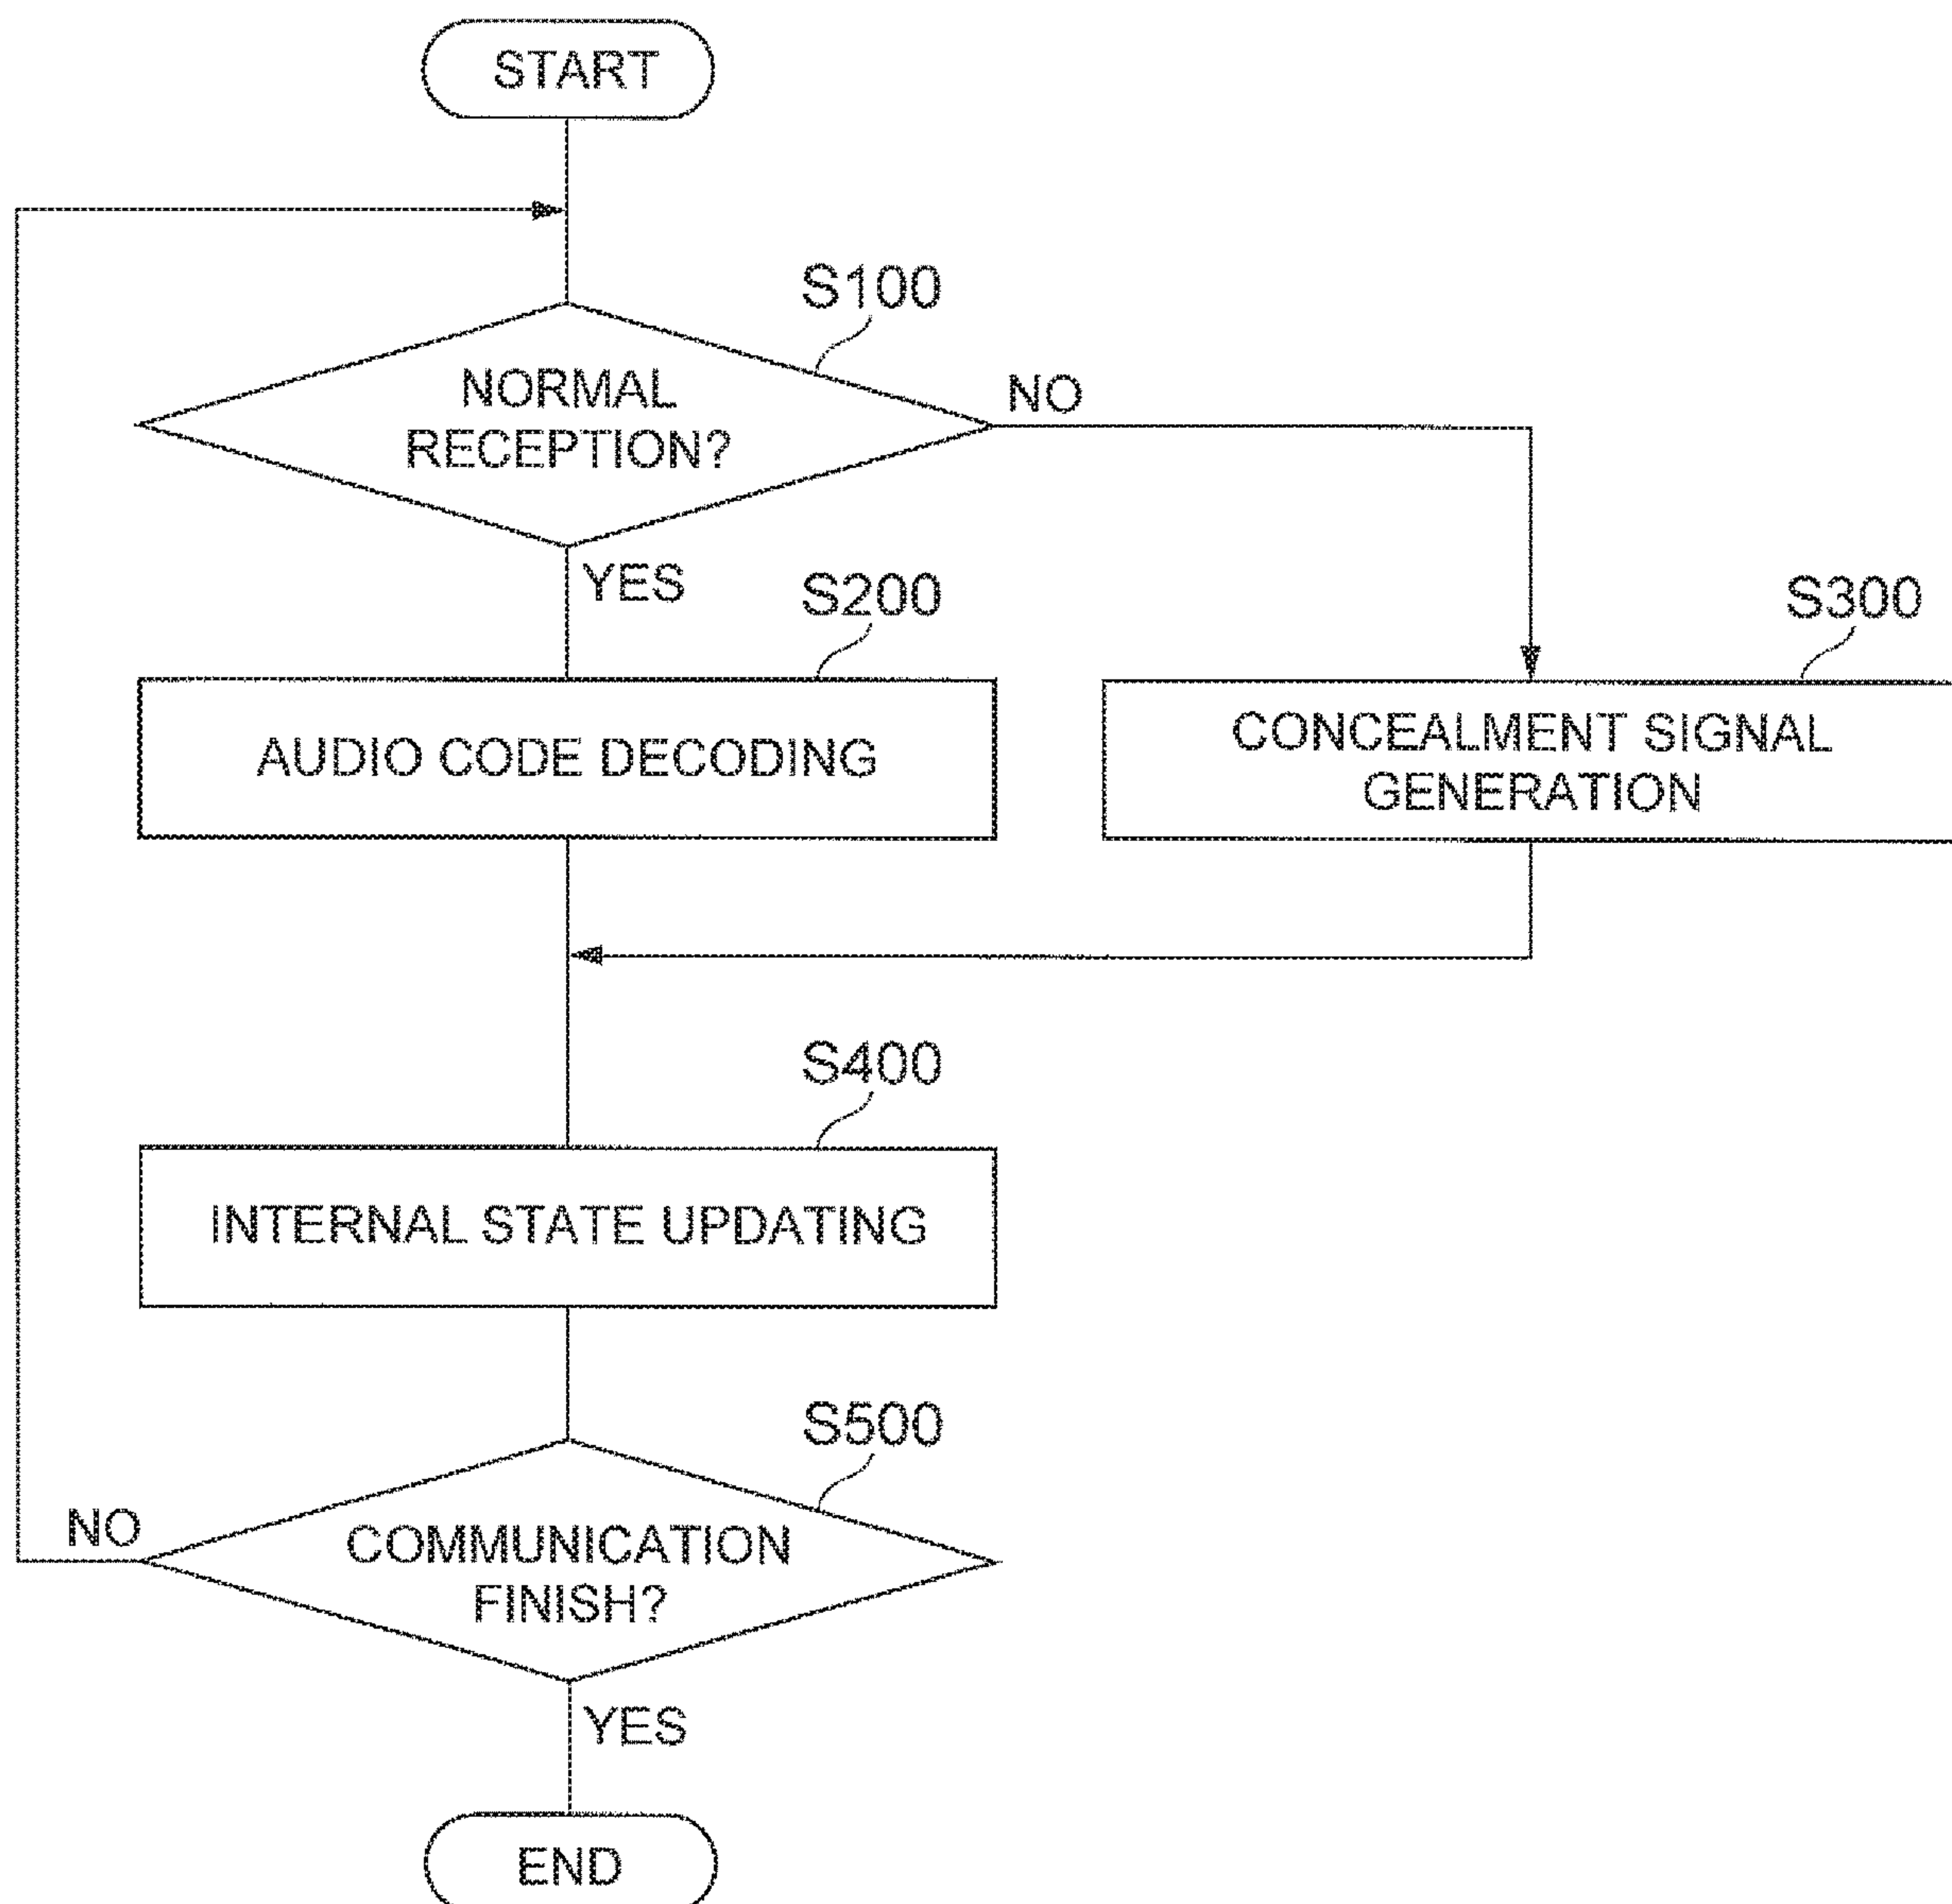 START
S100
NORMAL
RECEPTION?
NO
YES
S200
S300
AUDIO CODE DECODING
CONCEALMENT SIGNAL
GENERATION
S400
INTERNAL STATE UPDATING
S500
NO
COMMUNICATION
FINISH?
YES
END